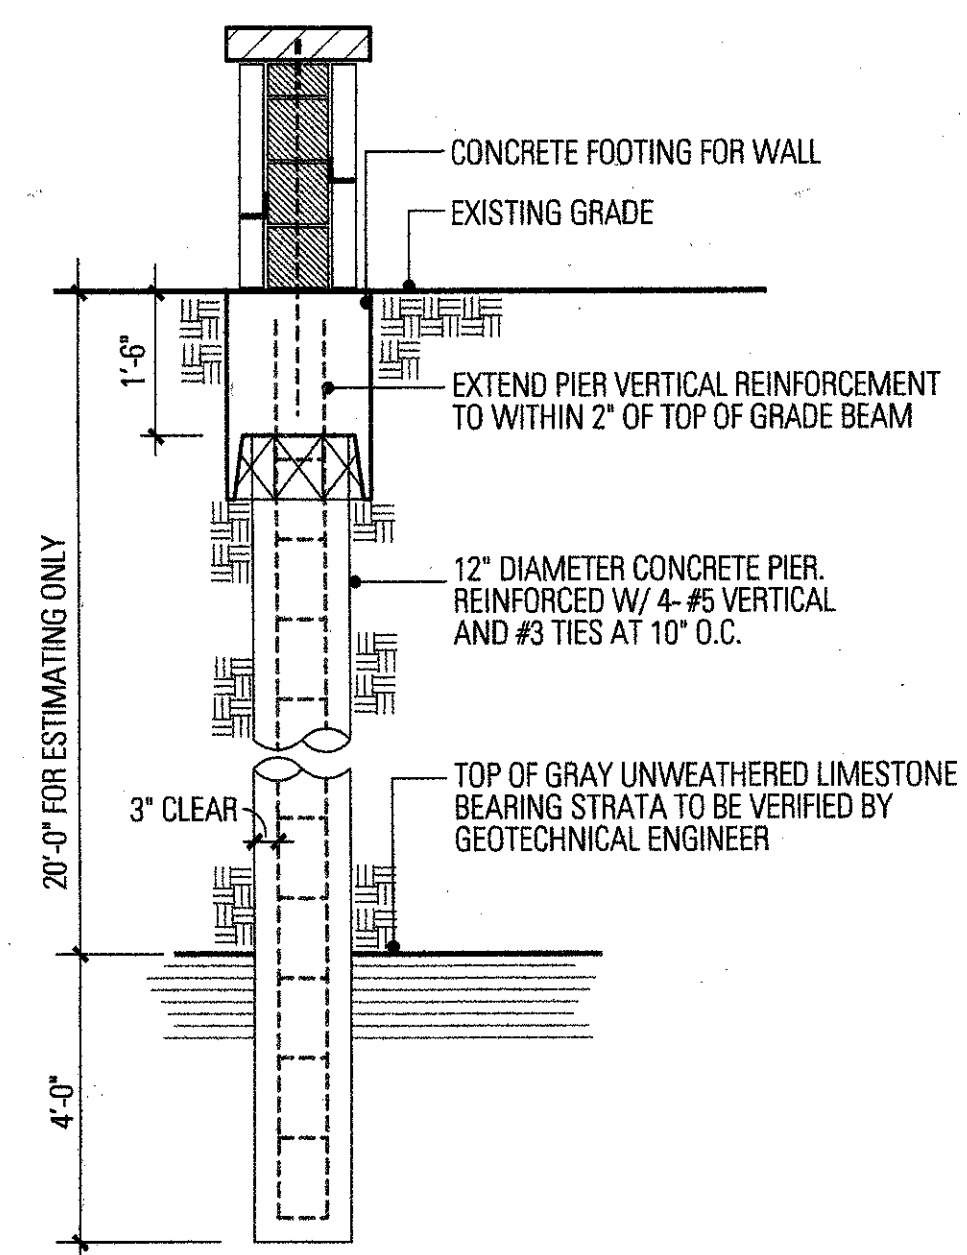 CONCRETE FOOTING FOR WALL
EXISTING GRADE
1'-6"
EXTEND PIER VERTICAL REINFORCEMENT
TO WITHIN 2" OF TOP OF GRADE BEAM
20'-0" FOR ESTIMATING ONLY
12" DIAMETER CONCRETE PIER.
REINFORCED W/ 4- #5 VERTICAL
AND #3 TIES AT 10" O.C.
3" CLEAR
TOP OF GRAY UNWEATHERED LIMESTONE
BEARING STRATA TO BE VERIFIED BY
GEOTECHNICAL ENGINEER
4'-0"